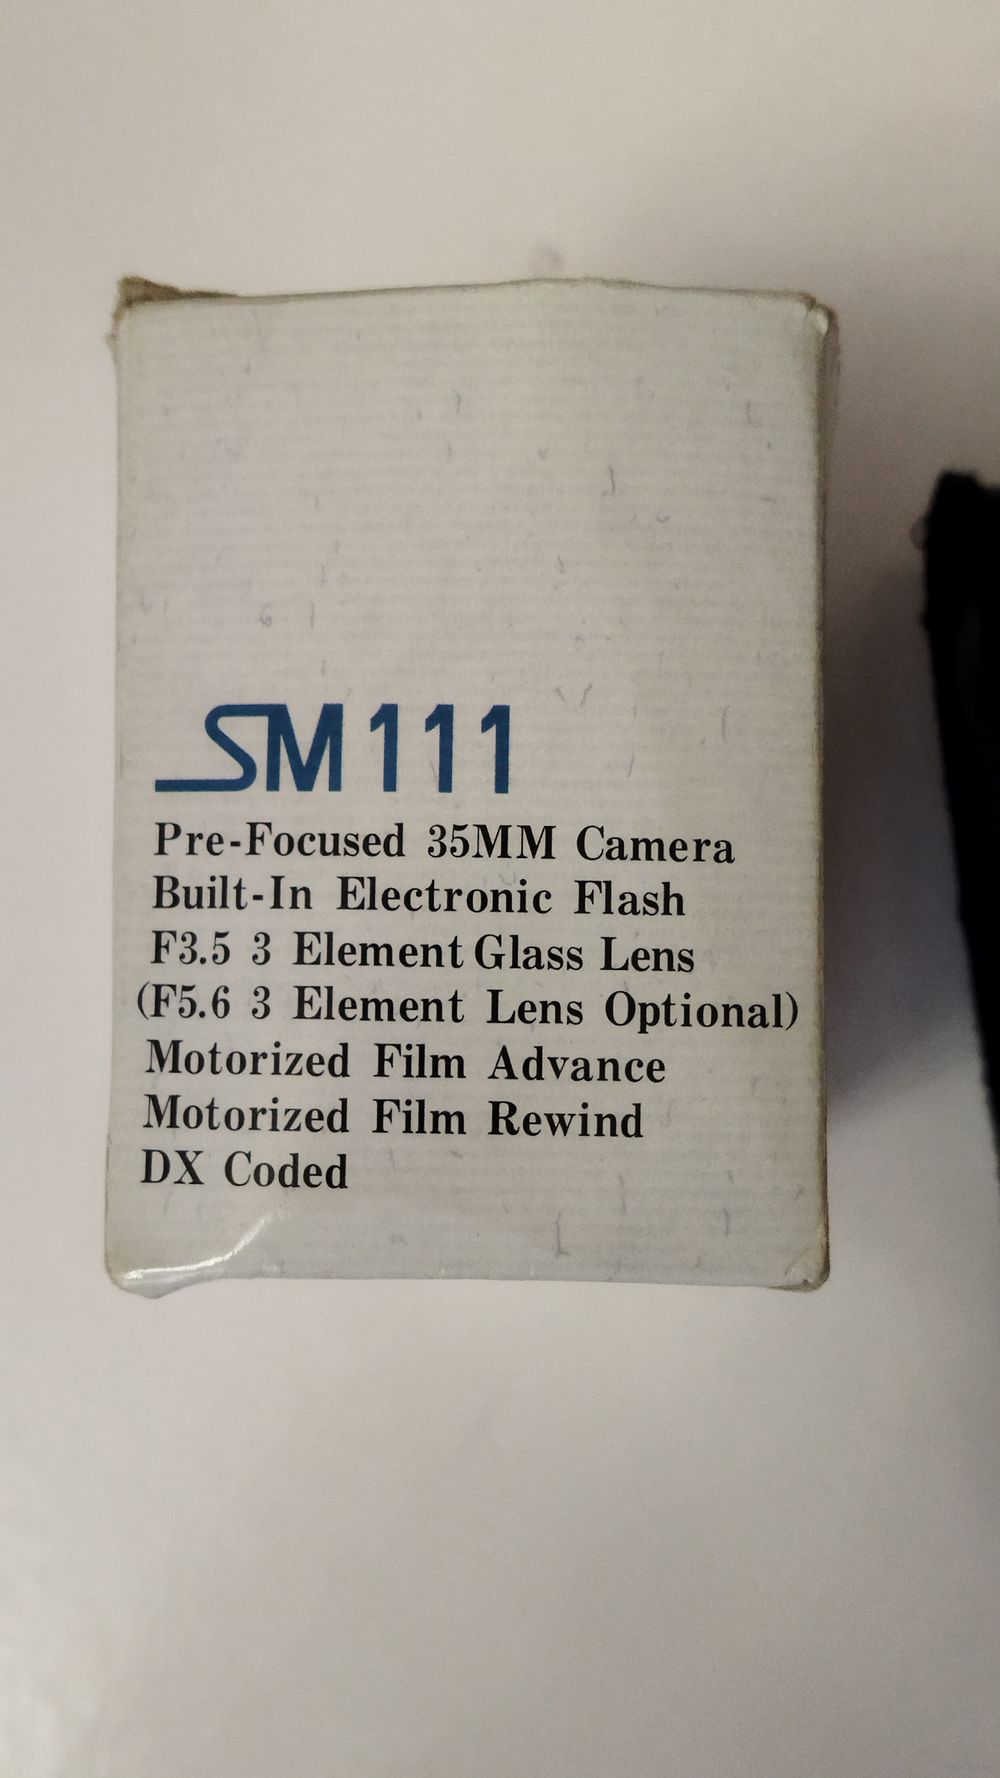 SM111
Pre-Focused 35MM Camera
Built-In Electronic Flash
F3.5 3 Element Glass Lens
(F5.6 3 Element Lens Optional)
Motorized Film Advance
Motorized Film Rewind
DX Coded